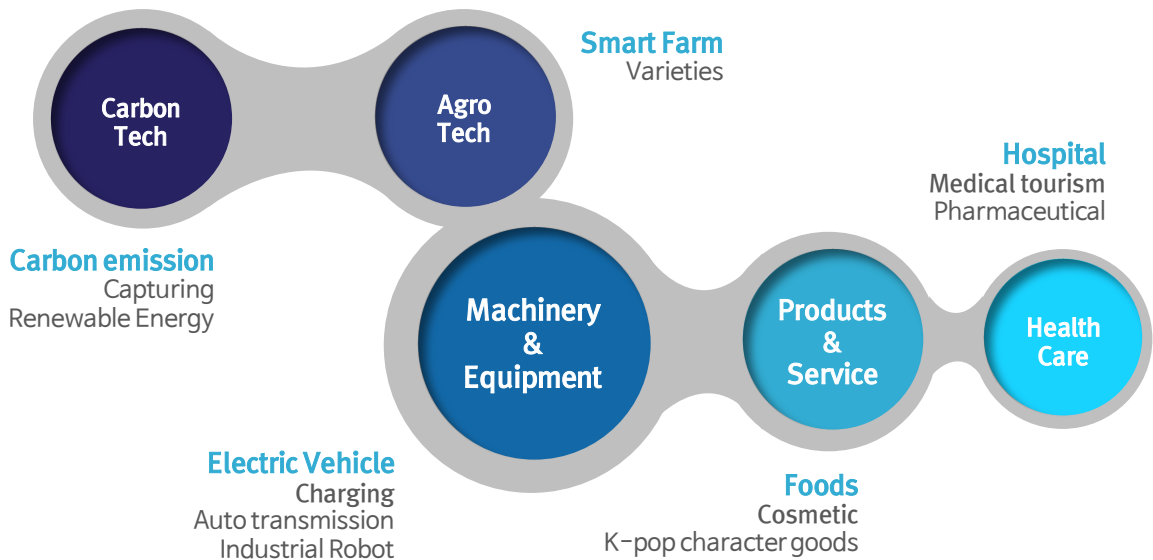 Carbon
Tech
Agro
Tech
Smart Farm
Varieties
Carbon emission
Capturing
Renewable Energy
Machinery
&
Equipment
Electric Vehicle
Charging
Auto transmission
Industrial Robot
Products
&
Service
Foods
Cosmetic
K-pop character goods
Hospital
Medical tourism
Pharmaceutical
Health
Care